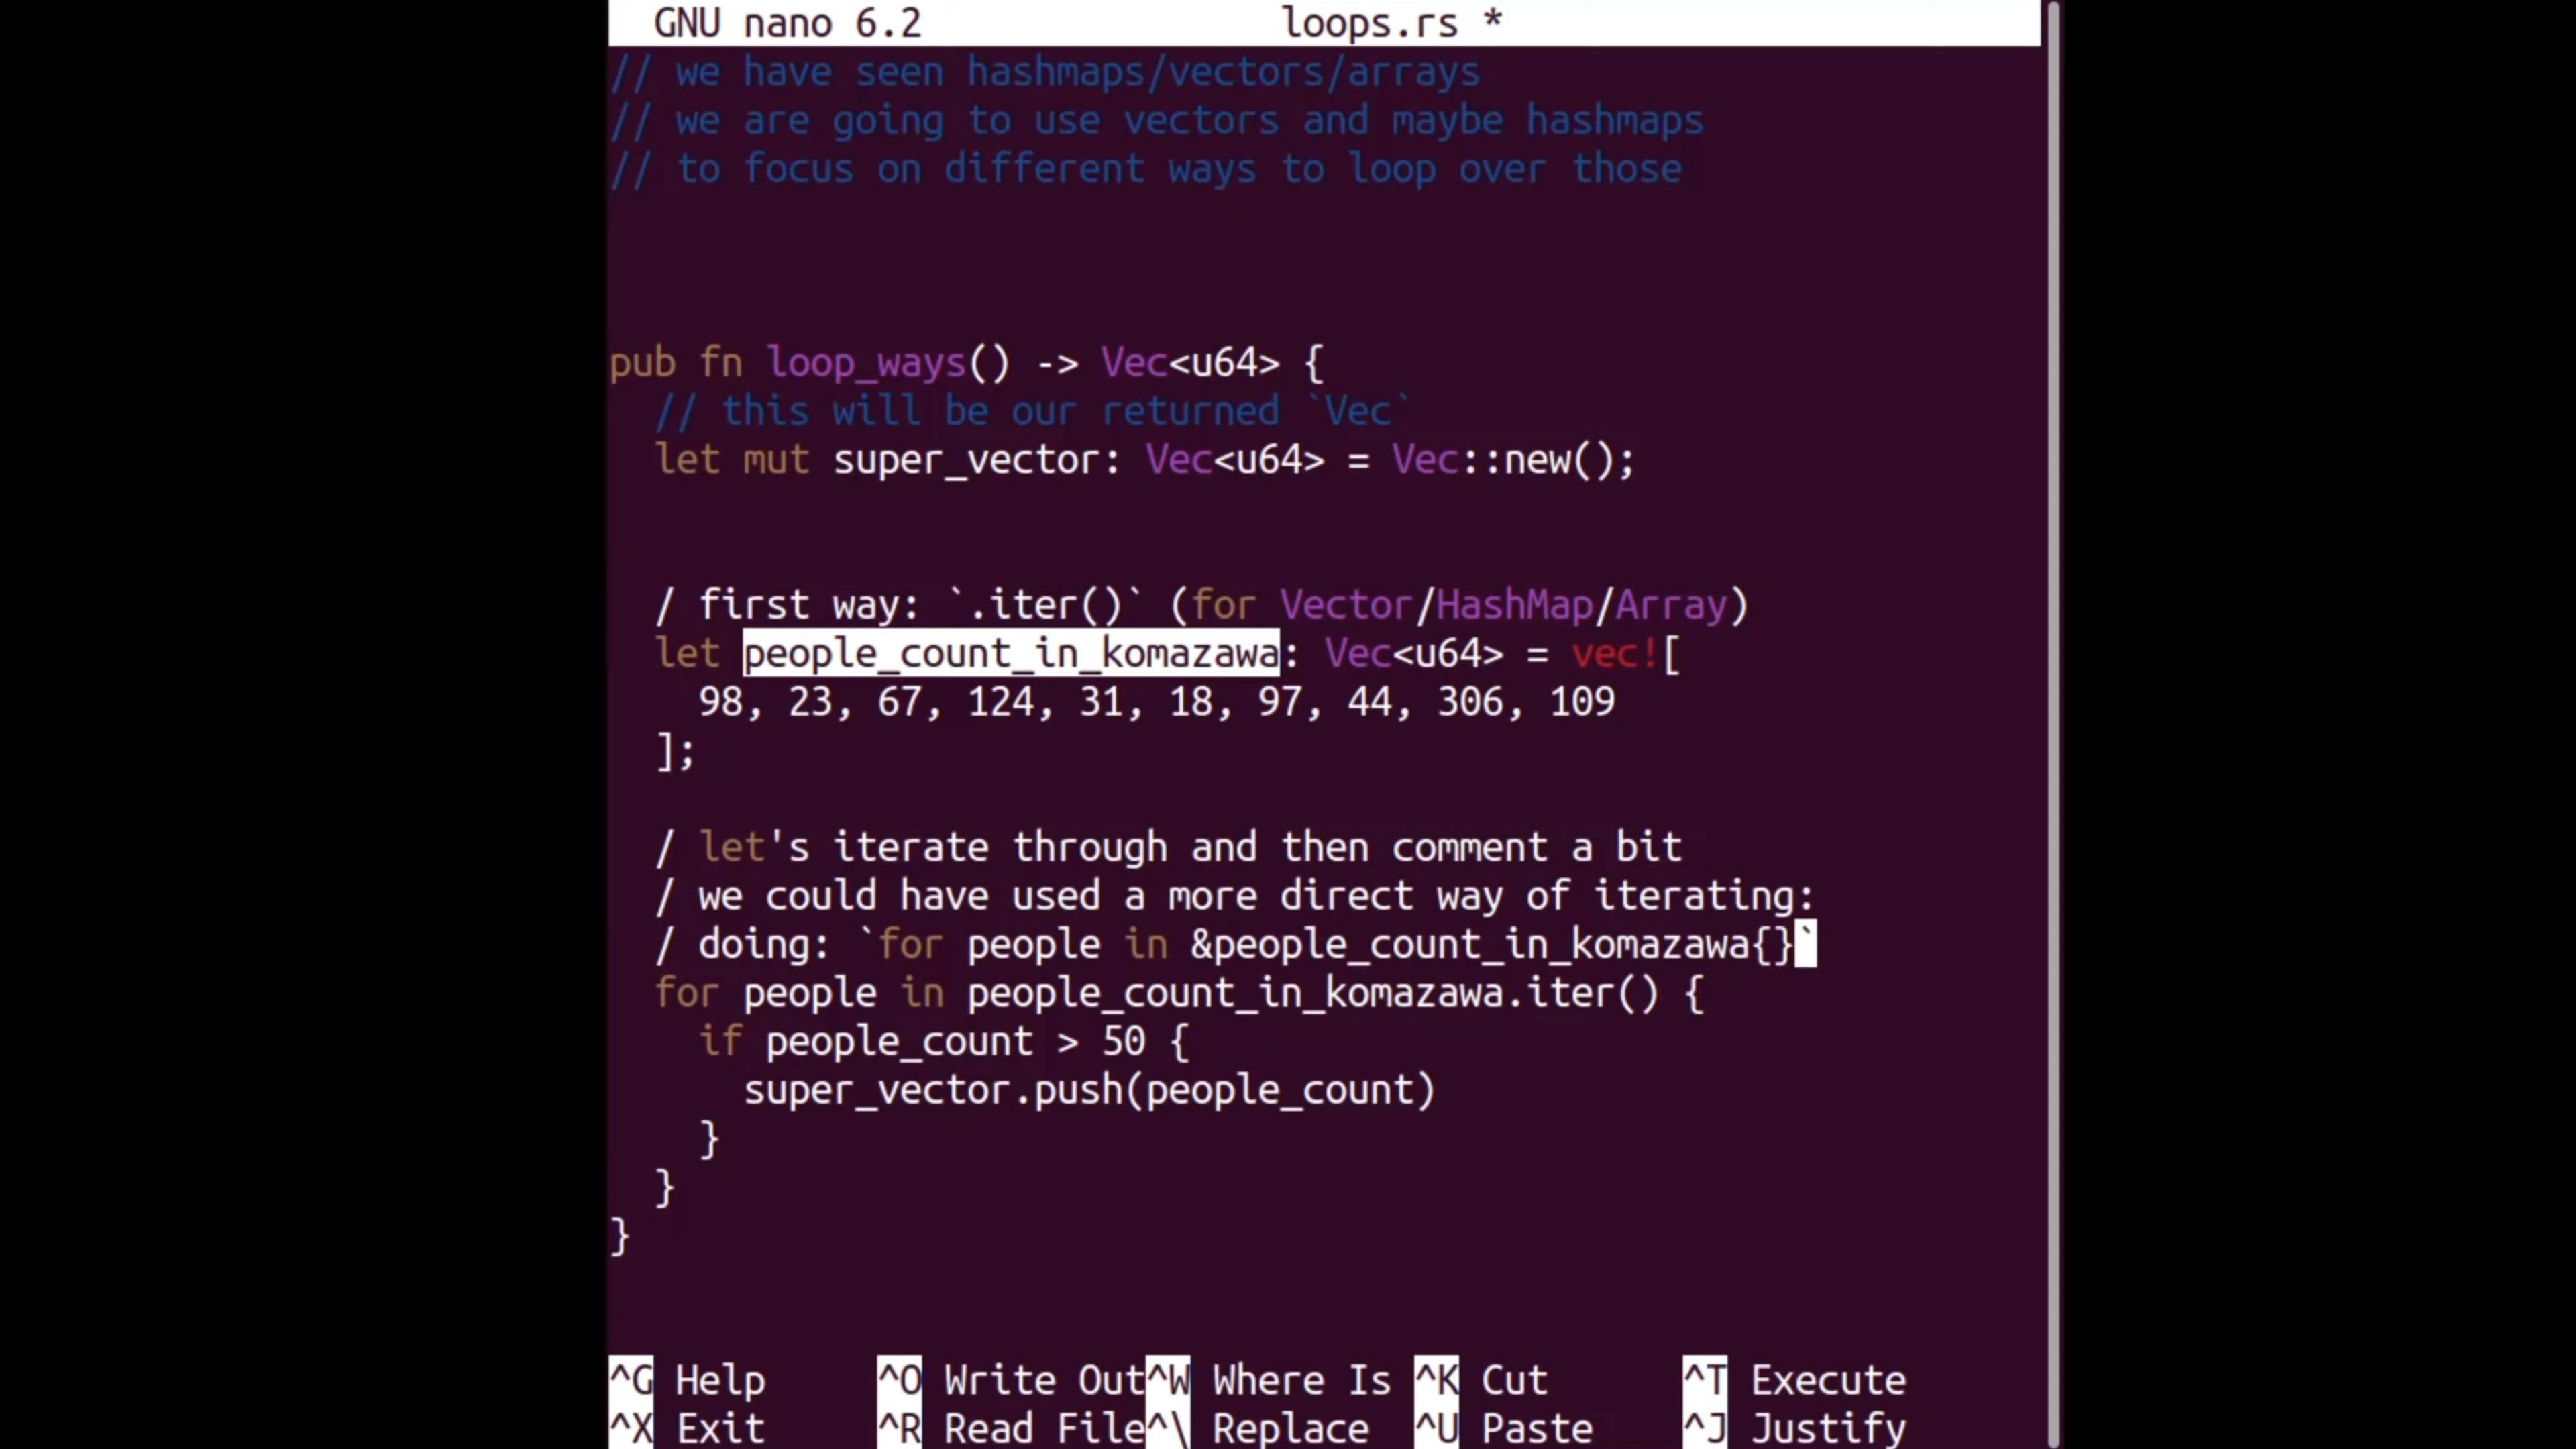 GNU nano 6.2 loops.rs *
// we have seen hashmaps/vectors/arrays
// we are going to use vectors and maybe hashmaps
// to focus on different ways to loop over those
pub fn loop_ways() -> Vec<u64> {
// this will be our returned `Vec`
let mut super_vector: Vec<u64> = Vec::new();
/ first way: `.iter()` (for Vector/HashMap/Array)
let people_count_in_komazawa: Vec<u64> = vec![
98, 23, 67, 124, 31, 18, 97, 44, 306, 109
];
/ let's iterate through and then comment a bit
/ we could have used a more direct way of iterating:
/ doing: `for people in &people_count_in_komazawa{}`
for people in people_count_in_komazawa.iter() {
if people_count > 50 {
super_vector.push(people_count)
}
}
}
^G Help ^O Write Out ^W Where Is ^K Cut ^T Execute
^X Exit ^R Read File ^\ Replace ^U Paste ^J Justify